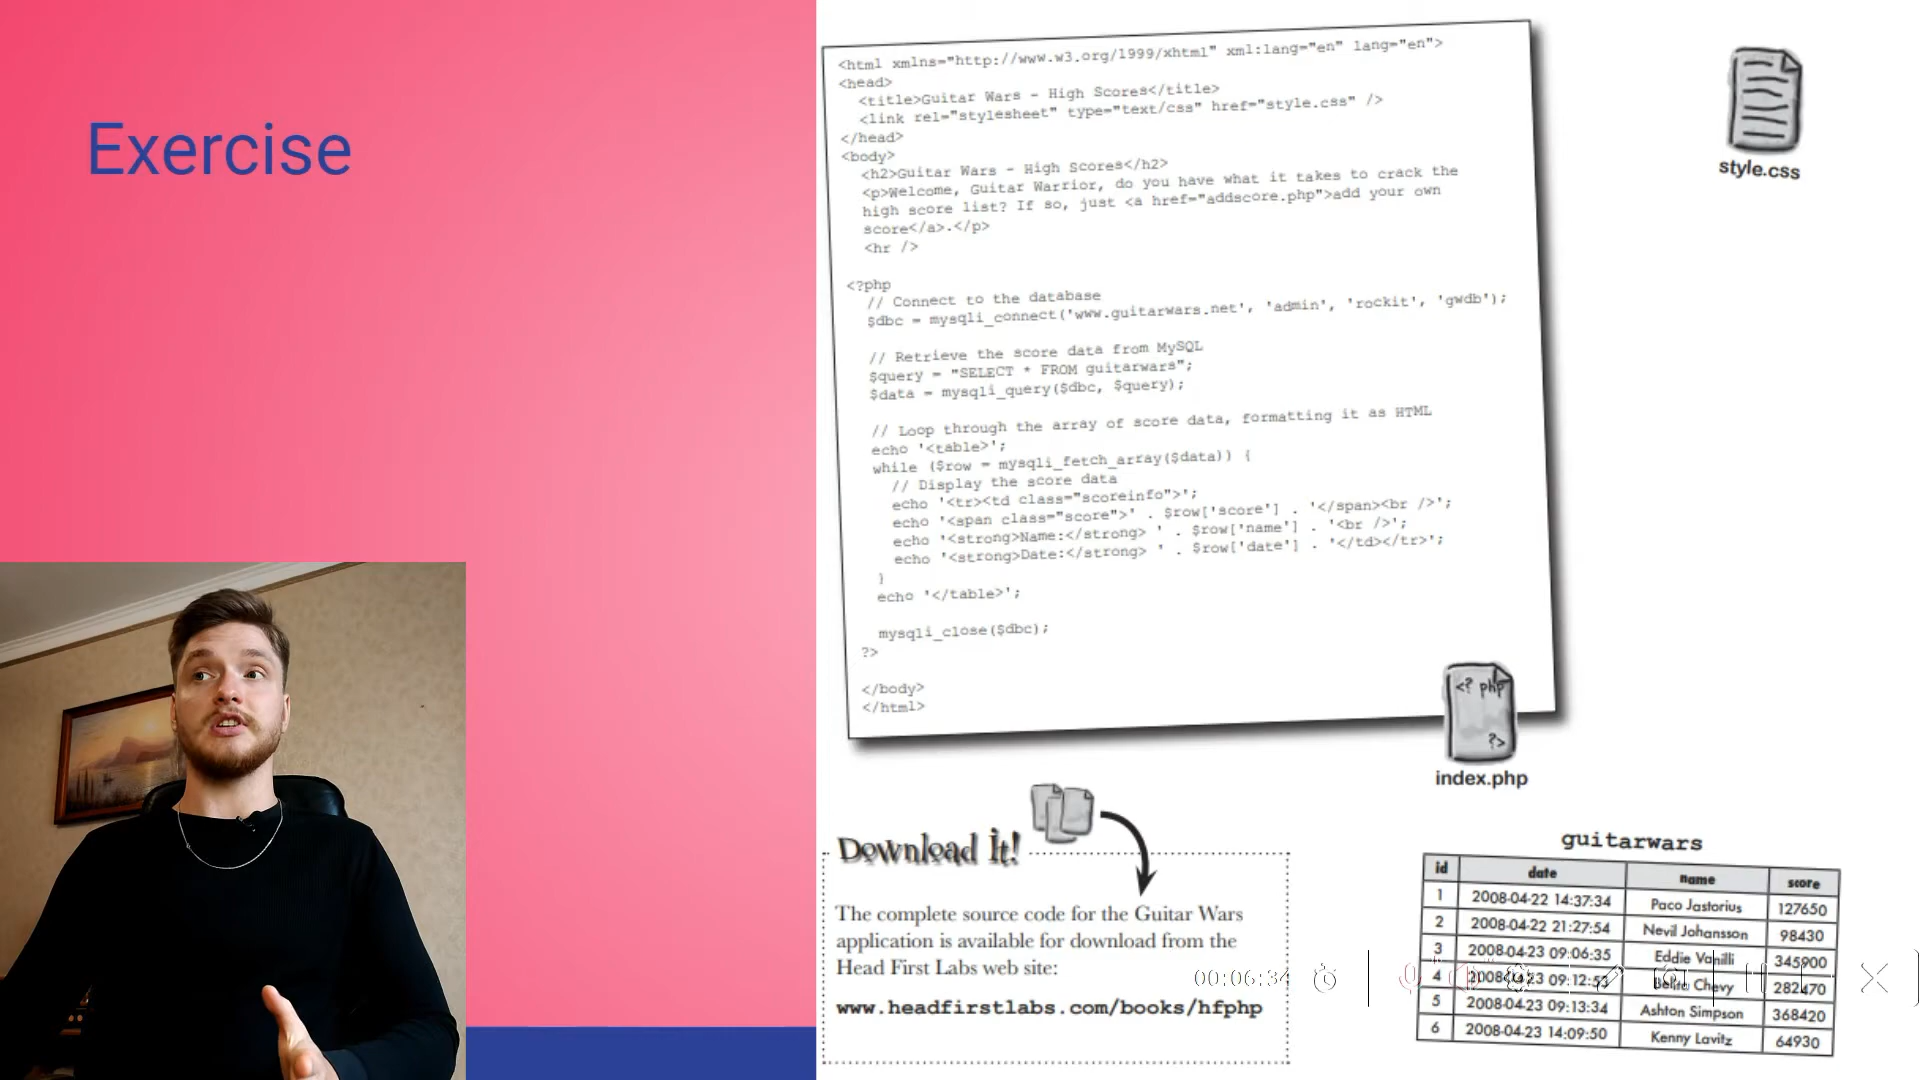 Exercise
<html xmlns="http://www.w3.org/1999/xhtml" xml:lang="en" lang="en">
<head>
<title>Guitar Wars - High Scores</title>
<link rel="stylesheet" type="text/css" href="style.css" />
</head>
<body>
<h2>Guitar Wars - High Scores</h2>
<p>Welcome, Guitar Warrior, do you have what it takes to crack the
high score list? If so, just <a href="addscore.php">add your own
score</a>.</p>
<hr />
<?php
// Connect to the database
$dbc = mysqli_connect('www.guitarwars.net', 'admin', 'rockit', 'gwdb');
// Retrieve the score data from MySQL
$query = "SELECT * FROM guitarwars";
$data = mysqli_query($dbc, $query);
// Loop through the array of score data, formatting it as HTML
echo '<table>';
while ($row = mysqli_fetch_array($data)) {
// Display the score data
echo '<tr><td class="scoreinfo">';
echo '<span class="score">' . $row['score'] . '</span><br />';
echo '<strong>Name:</strong> ' . $row['name'] . '<br />';
echo '<strong>Date:</strong> ' . $row['date'] . '</td></tr>';
}
echo '</table>';
mysqli_close($dbc);
?>
</body>
</html>
style.css
<? php
?>
index.php
Download It!
The complete source code for the Guitar Wars
application is available for download from the
Head First Labs web site:
www.headfirstlabs.com/books/hfphp
00:06:34
guitarwars
id date name score
1 2008-04-22 14:37:34 Paco Jastorius 127650
2 2008-04-22 21:27:54 Nevil Johansson 98430
3 2008-04-23 09:06:35 Eddie Vanilli 345900
4 2008-04-23 09:12:53 Belita Chevy 282470
5 2008-04-23 09:13:34 Ashton Simpson 368420
6 2008-04-23 14:09:50 Kenny Lavitz 64930